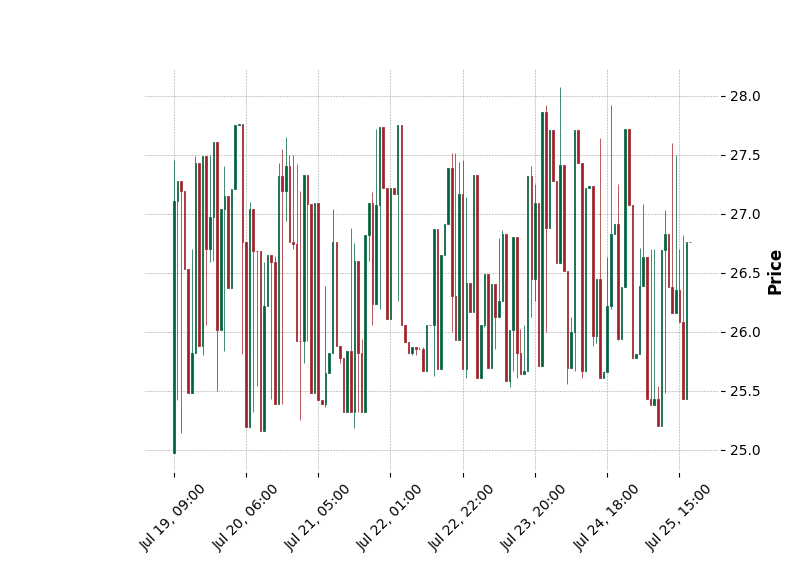 28.0
27.5
27.0
26.5
26.0
25.5
25.0
Price
Jul 19, 09:00
Jul 20, 06:00
Jul 21, 05:00
Jul 22, 01:00
Jul 22, 22:00
Jul 23, 20:00
Jul 24, 18:00
Jul 25, 15:00